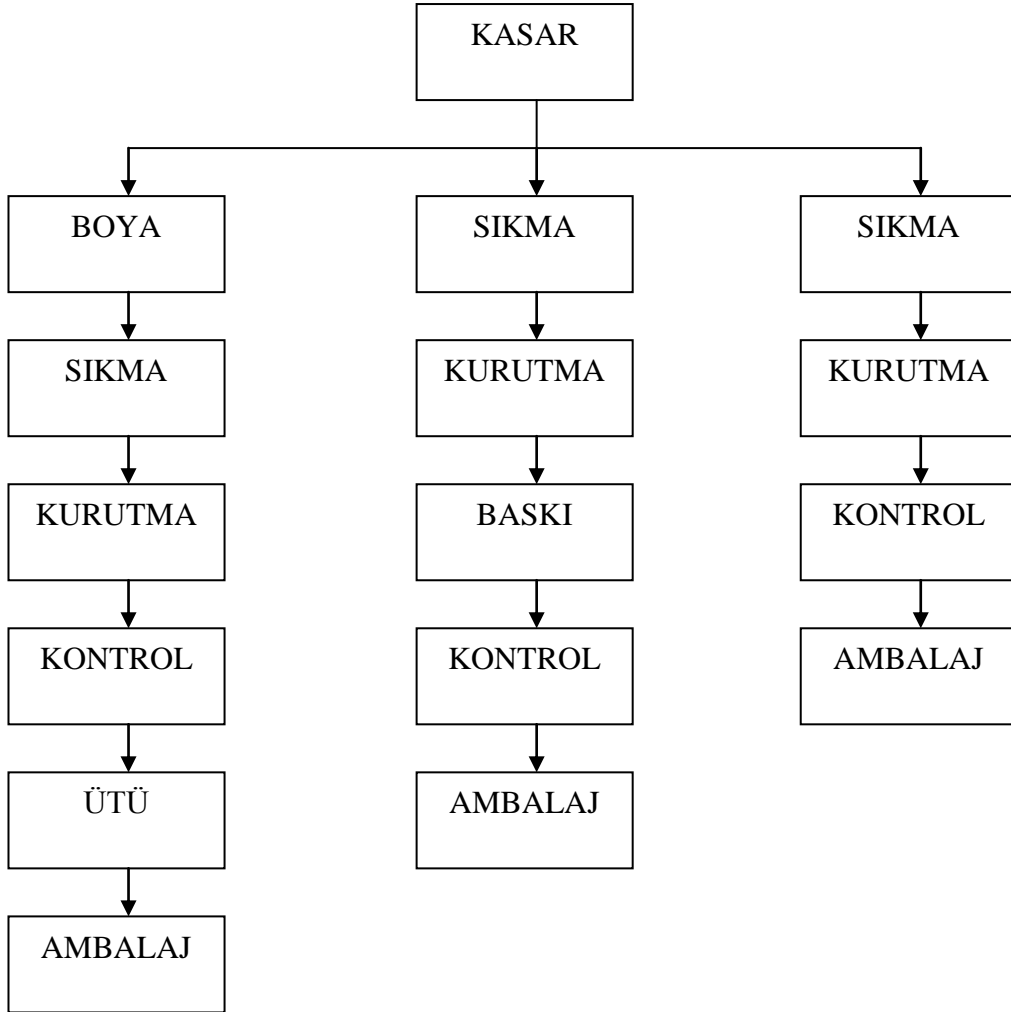 KASAR
BOYA
SIKMA
KURUTMA
KONTROL
ÜTÜ
AMBALAJ
SIKMA
KURUTMA
BASKI
KONTROL
AMBALAJ
SIKMA
KURUTMA
KONTROL
AMBALAJ